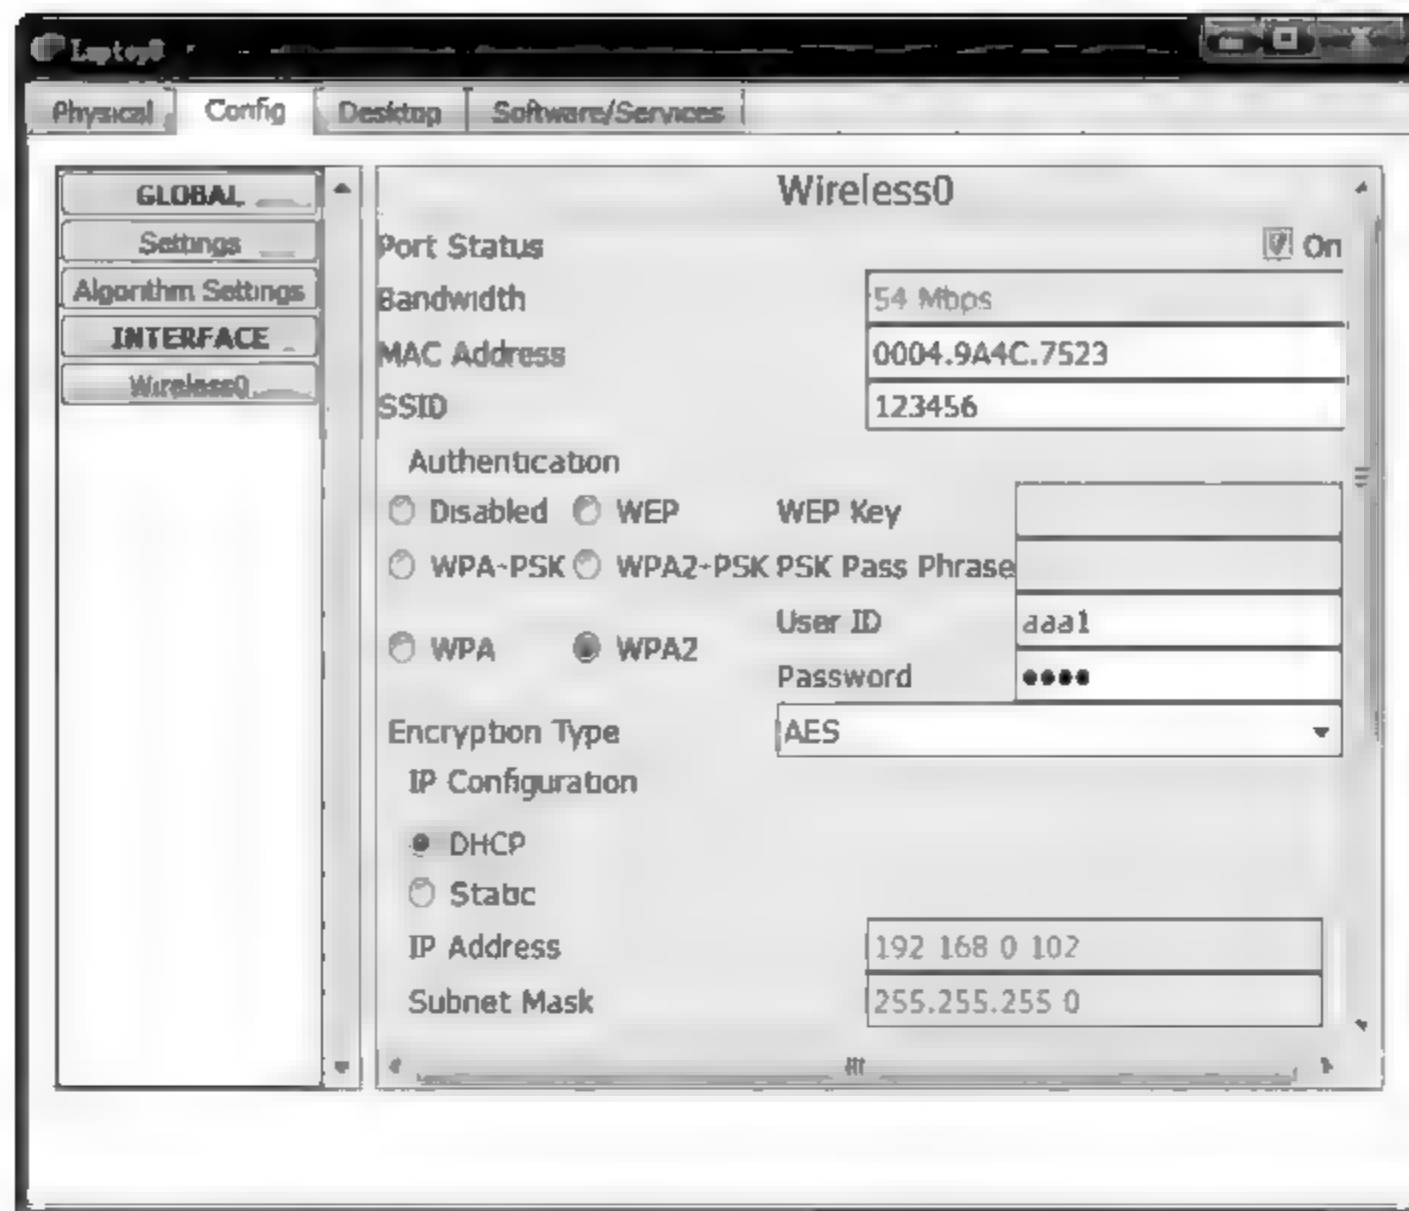 Laptop0
Physical Config Desktop Software/Services
GLOBAL
Settings
Algorithm Settings
INTERFACE
Wireless0
Wireless0
Port Status On
Bandwidth 54 Mbps
MAC Address 0004.9A4C.7523
SSID 123456
Authentication
Disabled WEP WEP Key
WPA-PSK WPA2-PSK PSK Pass Phrase
User ID aaa1
WPA WPA2
Password ●●●●
Encryption Type AES
IP Configuration
DHCP
Static
IP Address 192 168 0 102
Subnet Mask 255.255.255 0